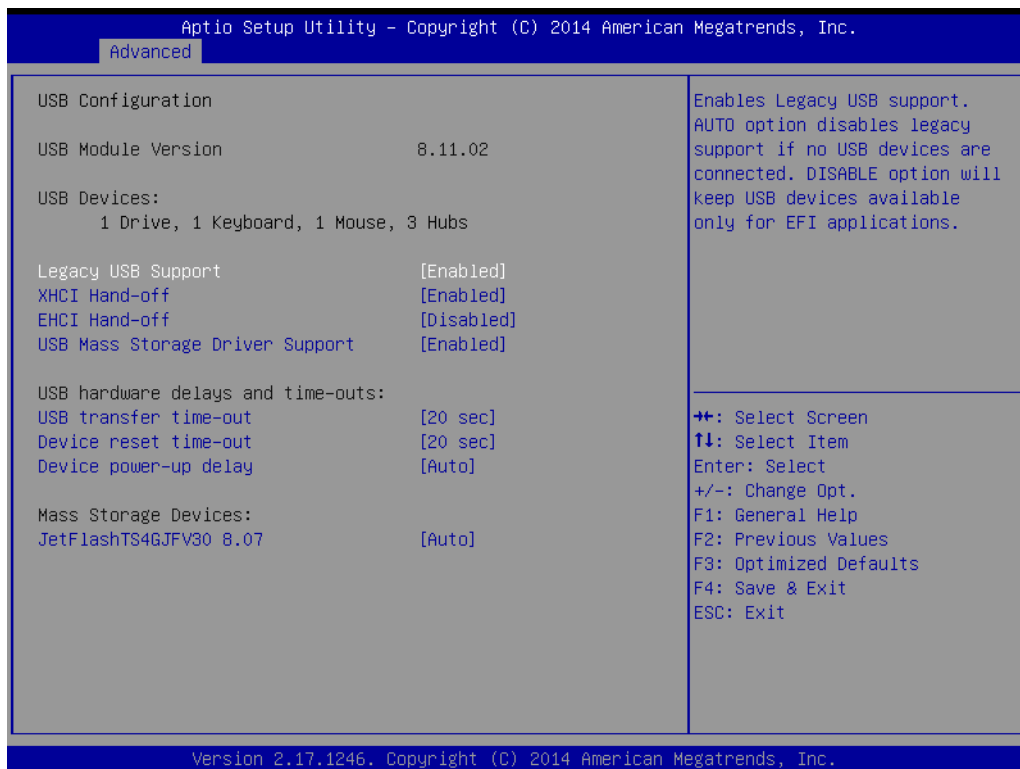 Aptio Setup Utility – Copyright (C) 2014 American Megatrends, Inc.
Advanced
USB Configuration
USB Module Version 8.11.02
USB Devices:
1 Drive, 1 Keyboard, 1 Mouse, 3 Hubs
Legacy USB Support [Enabled]
XHCI Hand-off [Enabled]
EHCI Hand-off [Disabled]
USB Mass Storage Driver Support [Enabled]
USB hardware delays and time-outs:
USB transfer time-out [20 sec]
Device reset time-out [20 sec]
Device power-up delay [Auto]
Mass Storage Devices:
JetFlashTS4GJFV30 8.07 [Auto]
Enables Legacy USB support.
AUTO option disables legacy
support if no USB devices are
connected. DISABLE option will
keep USB devices available
only for EFI applications.
→←: Select Screen
↑↓: Select Item
Enter: Select
+/-: Change Opt.
F1: General Help
F2: Previous Values
F3: Optimized Defaults
F4: Save & Exit
ESC: Exit
Version 2.17.1246. Copyright (C) 2014 American Megatrends, Inc.